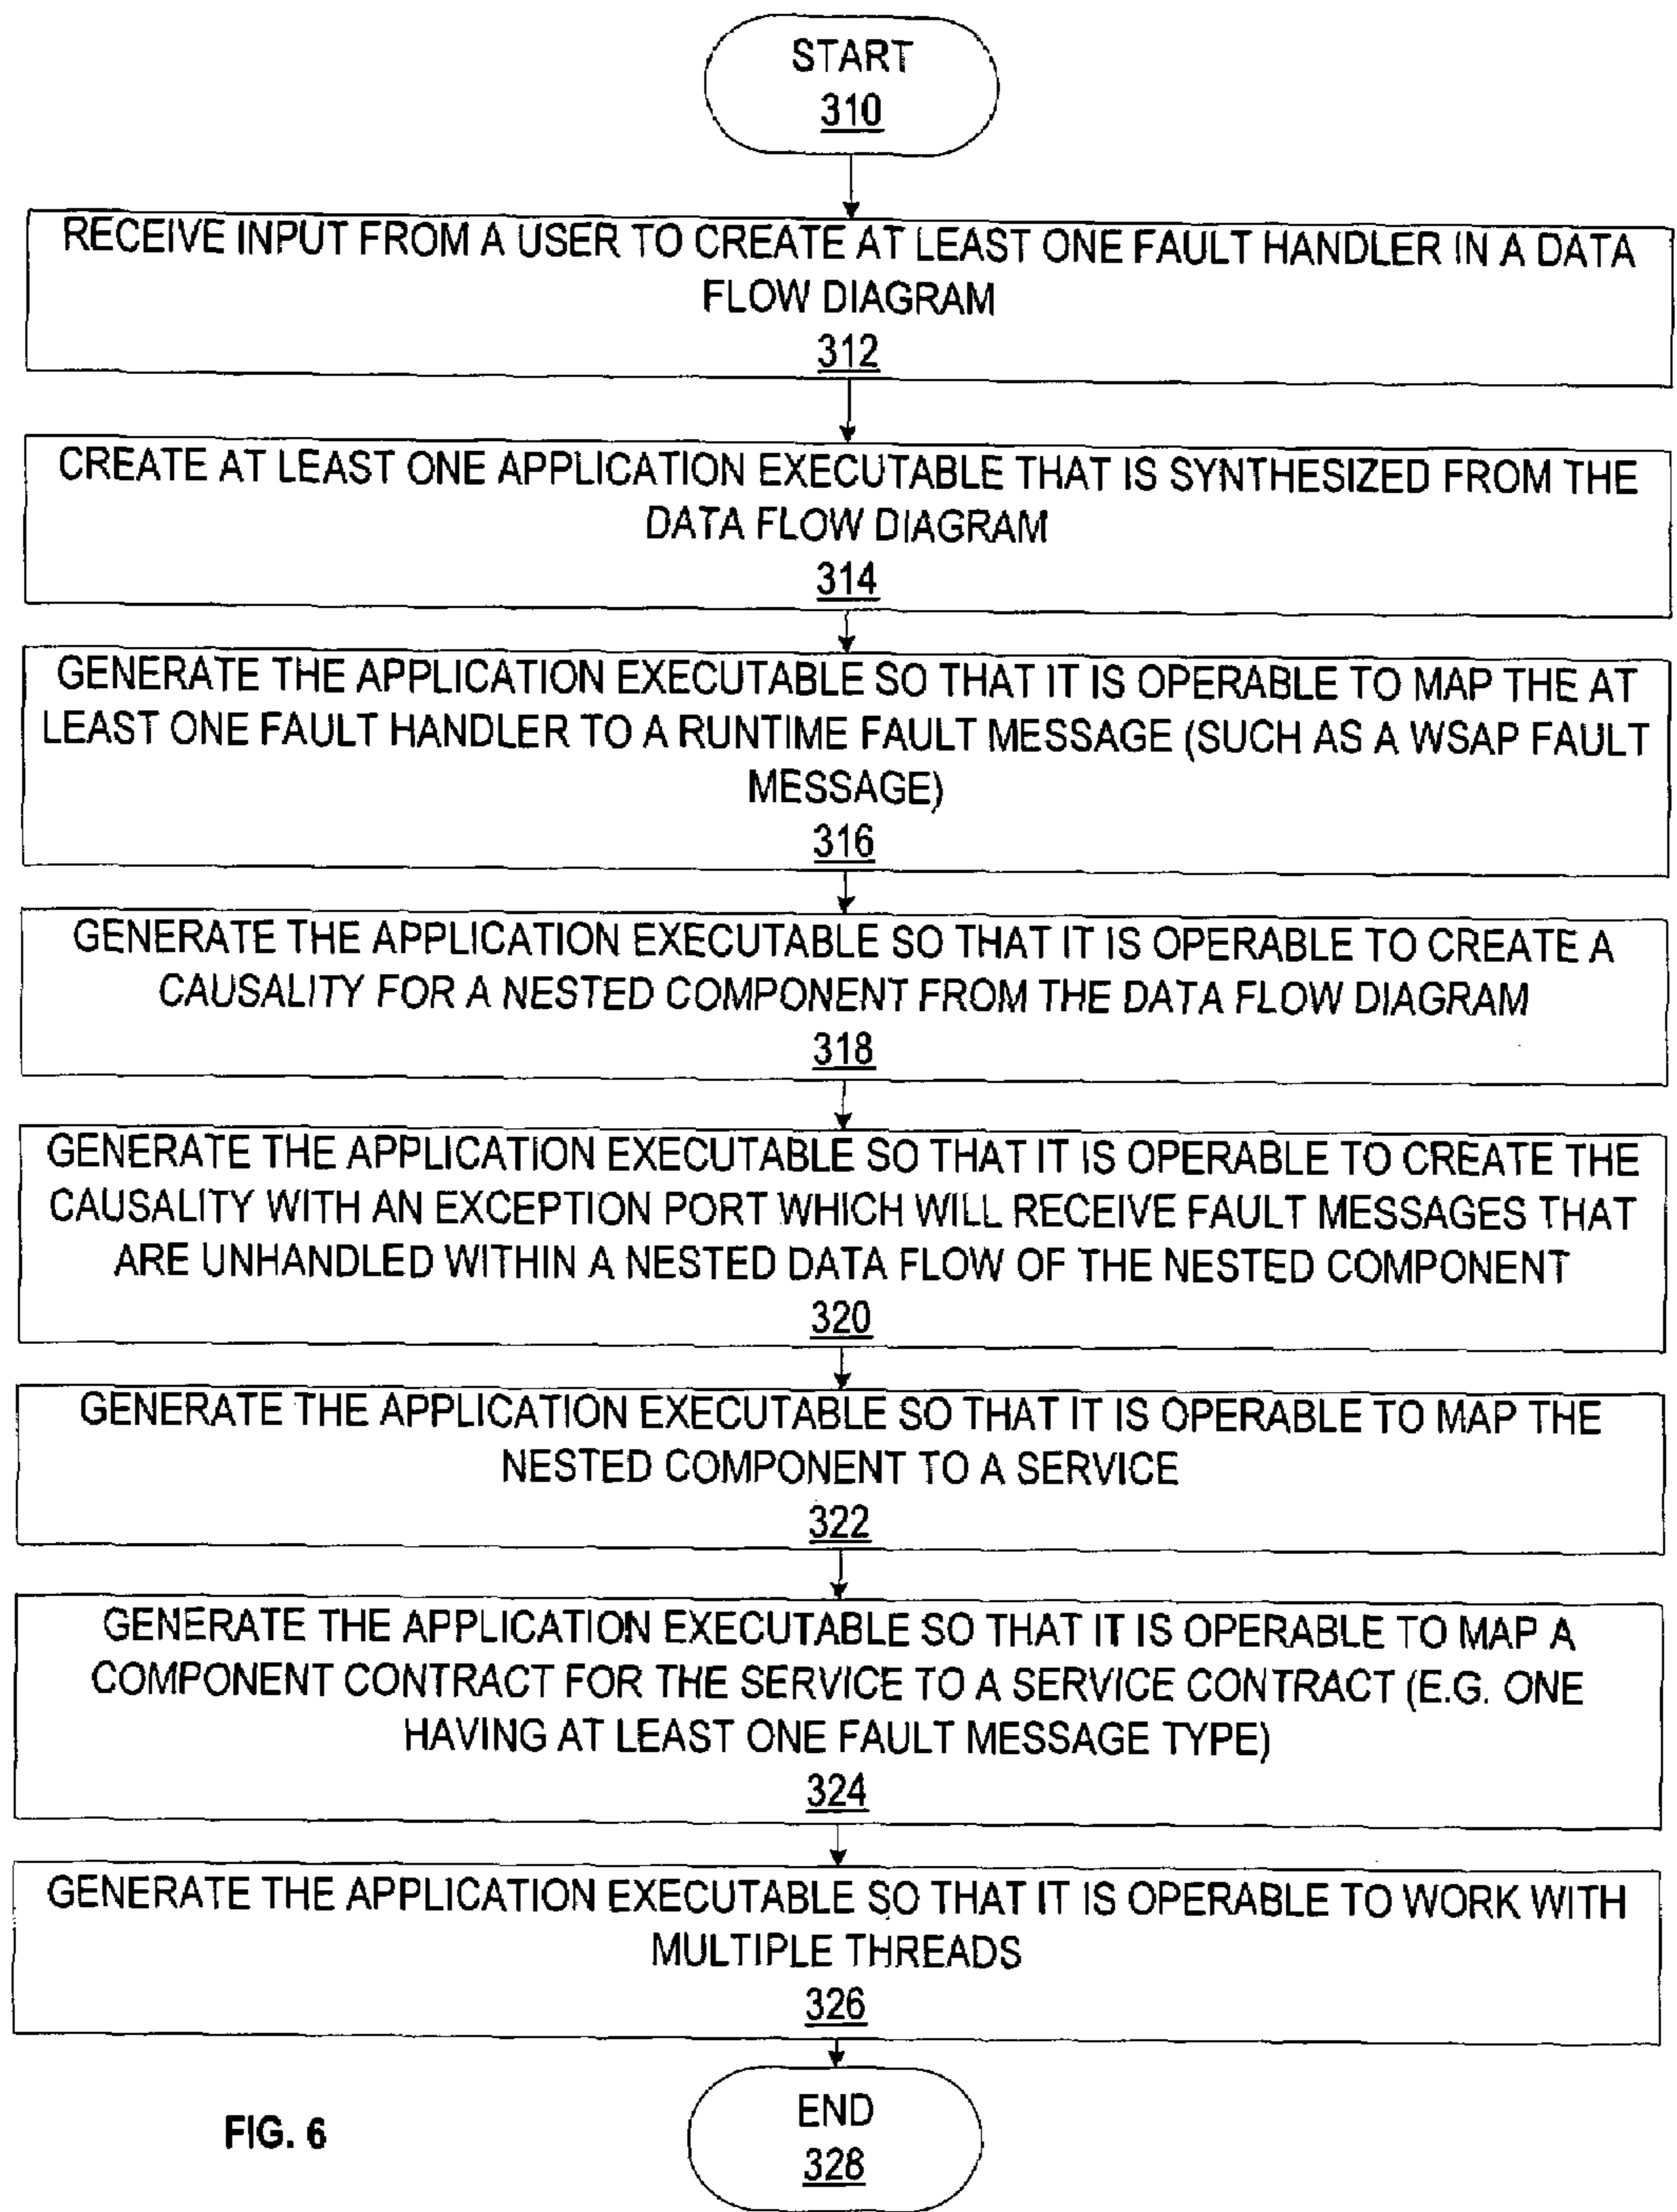 START
310
RECEIVE INPUT FROM A USER TO CREATE AT LEAST ONE FAULT HANDLER IN A DATA
FLOW DIAGRAM
312
CREATE AT LEAST ONE APPLICATION EXECUTABLE THAT IS SYNTHESIZED FROM THE
DATA FLOW DIAGRAM
314
GENERATE THE APPLICATION EXECUTABLE SO THAT IT IS OPERABLE TO MAP THE AT
LEAST ONE FAULT HANDLER TO A RUNTIME FAULT MESSAGE (SUCH AS A WSAP FAULT
MESSAGE)
316
GENERATE THE APPLICATION EXECUTABLE SO THAT IT IS OPERABLE TO CREATE A
CAUSALITY FOR A NESTED COMPONENT FROM THE DATA FLOW DIAGRAM
318
GENERATE THE APPLICATION EXECUTABLE SO THAT IT IS OPERABLE TO CREATE THE
CAUSALITY WITH AN EXCEPTION PORT WHICH WILL RECEIVE FAULT MESSAGES THAT
ARE UNHANDLED WITHIN A NESTED DATA FLOW OF THE NESTED COMPONENT
320
GENERATE THE APPLICATION EXECUTABLE SO THAT IT IS OPERABLE TO MAP THE
NESTED COMPONENT TO A SERVICE
322
GENERATE THE APPLICATION EXECUTABLE SO THAT IT IS OPERABLE TO MAP A
COMPONENT CONTRACT FOR THE SERVICE TO A SERVICE CONTRACT (E.G. ONE
HAVING AT LEAST ONE FAULT MESSAGE TYPE)
324
GENERATE THE APPLICATION EXECUTABLE SO THAT IT IS OPERABLE TO WORK WITH
MULTIPLE THREADS
326
END
328
FIG. 6